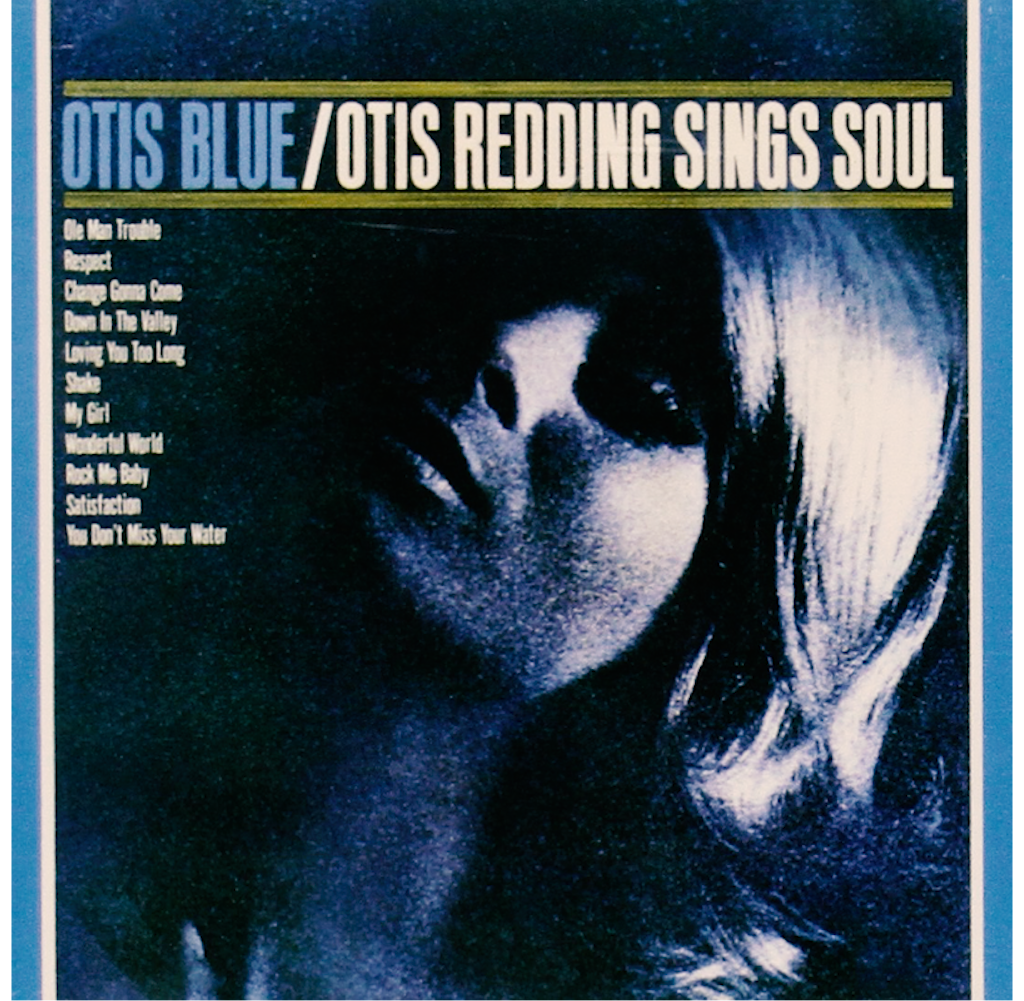 OTIS BLUE/OTIS REDDING SINGS SOUL
Ole Man Trouble
Respect
Change Gonna Come
Down In The Valley
Loving You Too Long
Shake
My Girl
Wonderful World
Rock Me Baby
Satisfaction
You Don't Miss Your Water